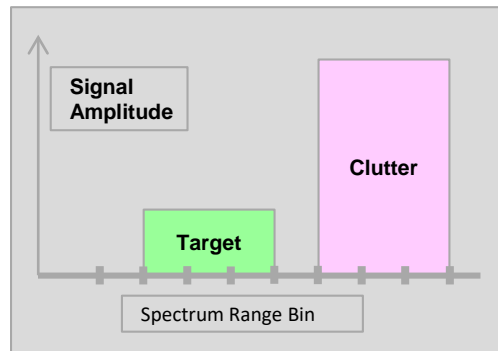 Signal
Amplitude
Clutter
Target
Spectrum Range Bin